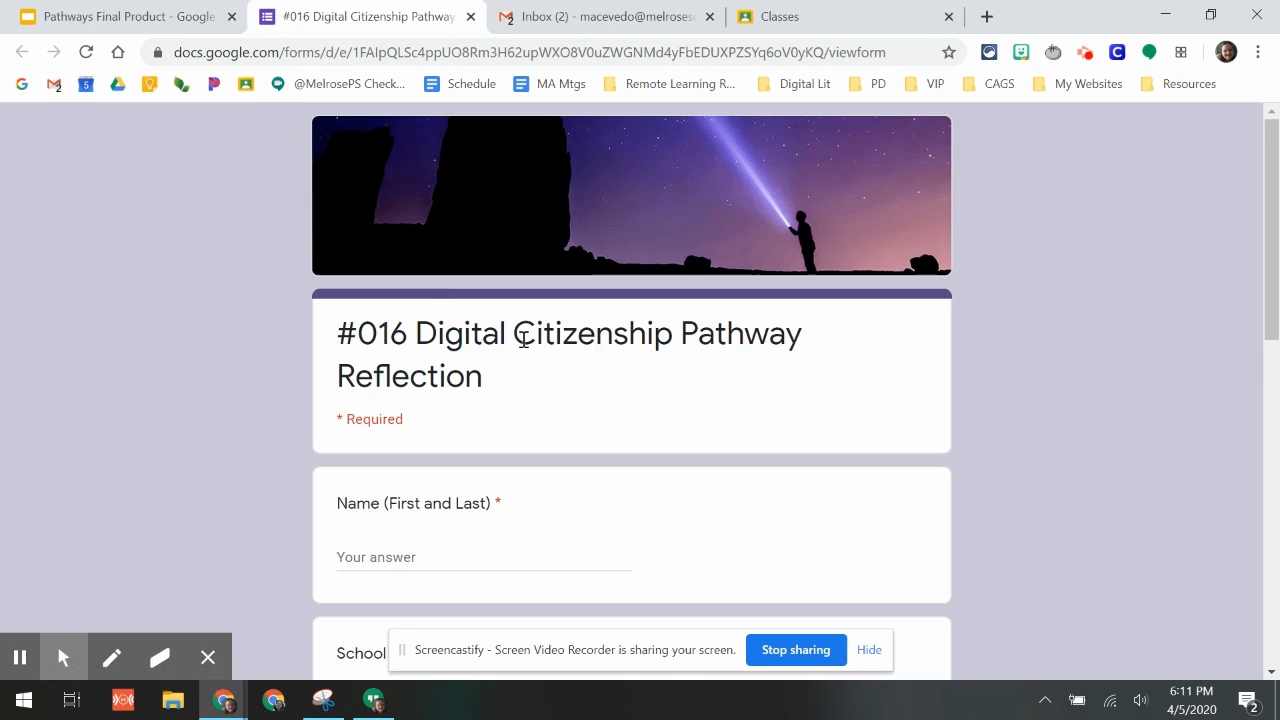 Pathways Final Product - Google
#016 Digital Citizenship Pathway
Inbox (2) - macevedo@melrose
Classes
docs.google.com/forms/d/e/1FAIpQLSc4ppUO8Rm3H62upWXO8V0uZWGNMd4yFbEDUXPZSYq6oV0yKQ/viewform
@MelrosePS Check...
Schedule
MA Mtgs
Remote Learning R...
Digital Lit
PD
VIP
CAGS
My Websites
Resources
#016 Digital Citizenship Pathway
Reflection
* Required
Name (First and Last) *
Your answer
School
Screencastify - Screen Video Recorder is sharing your screen.
Stop sharing
Hide
6:11 PM
4/5/2020
2